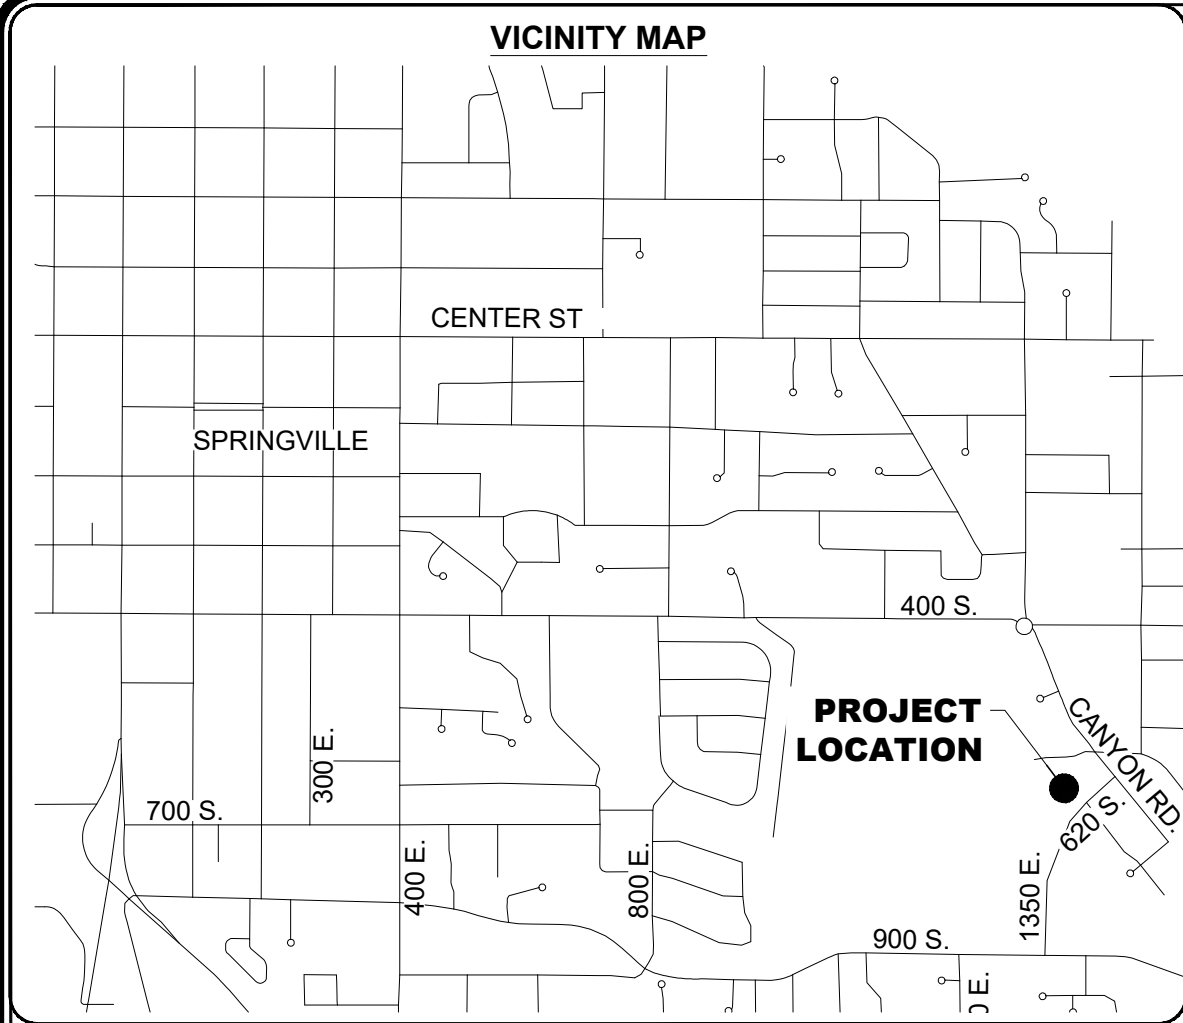 VICINITY MAP
CENTER ST
SPRINGVILLE
400 S.
PROJECT
LOCATION
CANYON RD.
300 E.
700 S.
620 S.
400 E.
800 E.
1350 E.
900 S.